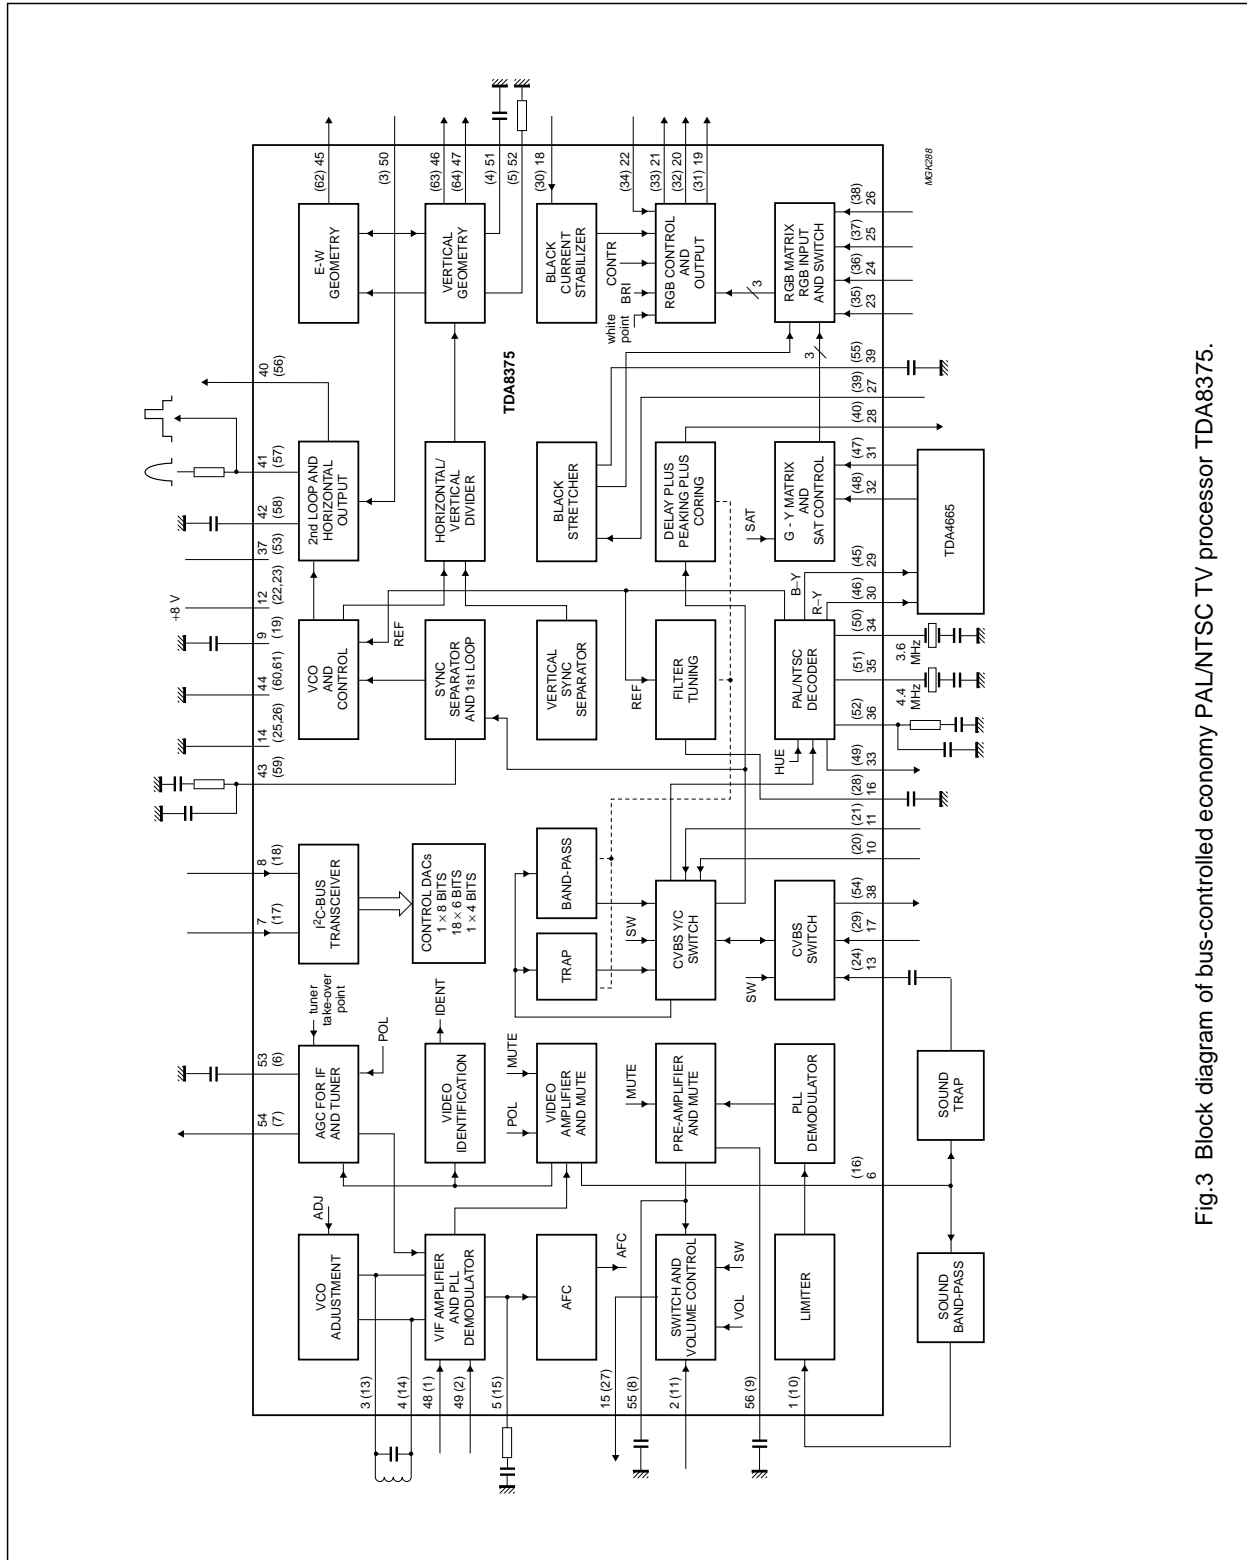 54
(7)
53
(6)
7
(17)
8
(18)
43
(59)
14
(25,26)
44
(60,61)
9
(19)
+8 V
12
(22,23)
37
(53)
42
(58)
41
(57)
40
(56)
ADJ
VCO
ADJUSTMENT
tuner
take-over
point
AGC FOR IF
AND TUNER
POL
I²C-BUS
TRANSCEIVER
VCO
AND
CONTROL
REF
2nd LOOP AND
HORIZONTAL
OUTPUT
E-W
GEOMETRY
(62) 45
(3) 50
3 (13)
4 (14)
48 (1)
49 (2)
5 (15)
VIF AMPLIFIER
AND PLL
DEMODULATOR
VIDEO
IDENTIFICATION
IDENT
CONTROL DACs
1 × 8 BITS
18 × 6 BITS
1 × 4 BITS
SYNC
SEPARATOR
AND 1st LOOP
HORIZONTAL/
VERTICAL
DIVIDER
VERTICAL
GEOMETRY
(63) 46
(64) 47
(4) 51
(5) 52
TDA8375
AFC
AFC
POL
MUTE
VIDEO
AMPLIFIER
AND MUTE
TRAP
BAND-PASS
VERTICAL
SYNC
SEPARATOR
BLACK
STRETCHER
BLACK
CURRENT
STABILIZER
(30) 18
15 (27)
55 (8)
2 (11)
56 (9)
SWITCH AND
VOLUME CONTROL
VOL
SW
MUTE
PRE-AMPLIFIER
AND MUTE
SW
CVBS Y/C
SWITCH
REF
FILTER
TUNING
DELAY PLUS
PEAKING PLUS
CORING
white
point
BRI
CONTR
RGB CONTROL
AND
OUTPUT
(34) 22
(33) 21
(32) 20
(31) 19
3
1 (10)
LIMITER
PLL
DEMODULATOR
SW
CVBS
SWITCH
HUE
PAL/NTSC
DECODER
B–Y
R–Y
SAT
G - Y MATRIX
AND
SAT CONTROL
3
RGB MATRIX
RGB INPUT
AND SWITCH
(16)
6
(24)
13
(29)
17
(54)
38
(20)
10
(21)
11
(28)
16
(49)
33
(52)
36
(51)
35
(50)
34
(46)
30
(45)
29
(48)
32
(47)
31
(40)
28
(39)
27
(55)
39
(35)
23
(36)
24
(37)
25
(38)
26
4.4
MHz
3.6
MHz
SOUND
BAND-PASS
SOUND
TRAP
TDA4665
MGK288
Fig.3 Block diagram of bus-controlled economy PAL/NTSC TV processor TDA8375.